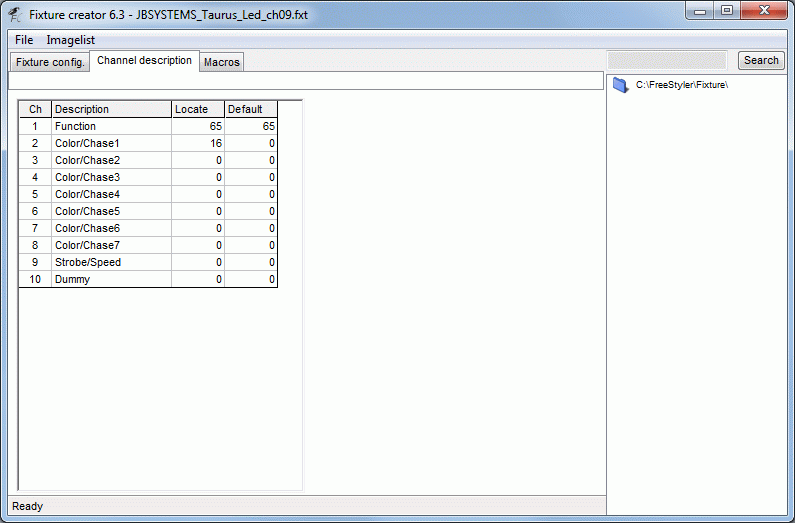 Fixture creator 6.3 - JBSYSTEMS_Taurus_Led_ch09.fxt
File Imagelist
Fixture config. Channel description Macros
Search
C:\FreeStyler\Fixture\
Ch Description Locate Default
1 Function 65 65
2 Color/Chase1 16 0
3 Color/Chase2 0 0
4 Color/Chase3 0 0
5 Color/Chase4 0 0
6 Color/Chase5 0 0
7 Color/Chase6 0 0
8 Color/Chase7 0 0
9 Strobe/Speed 0 0
10 Dummy 0 0
Ready